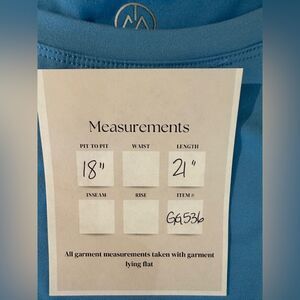 Measurements
PIT TO PIT WAIST LENGTH
18" 21"
INSEAM RISE ITEM #
GG536
All garment measurements taken with garment
lying flat